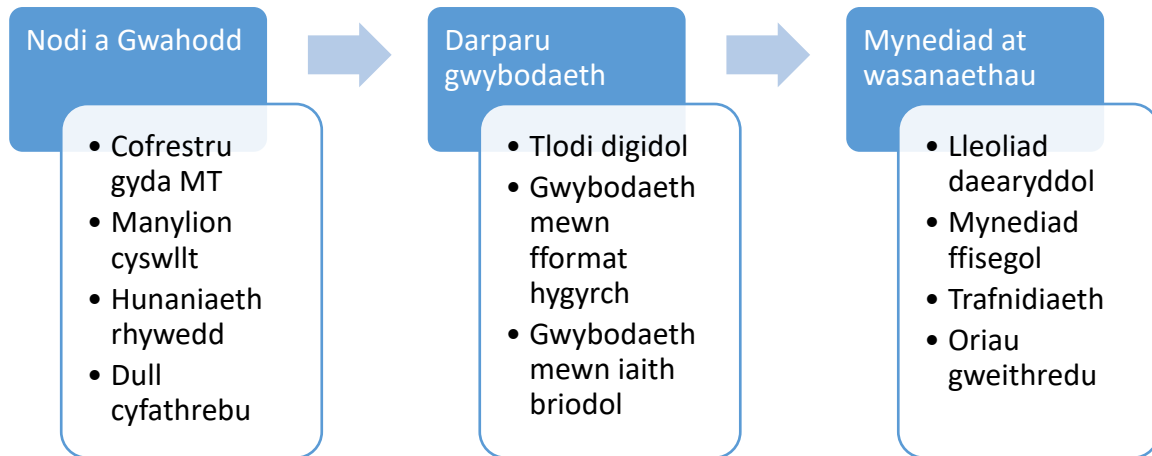 Nodi a Gwahodd
• Cofrestru
gyda MT
• Manylion
cyswllt
• Hunaniaeth
rhywedd
• Dull
cyfathrebu
Darparu
gwybodaeth
• Tlodi digidol
• Gwybodaeth
mewn
fformat
hygyrch
• Gwybodaeth
mewn iaith
briodol
Mynediad at
wasanaethau
• Lleoliad
daearyddol
• Mynediad
ffisegol
• Trafnidiaeth
• Oriau
gweithredu